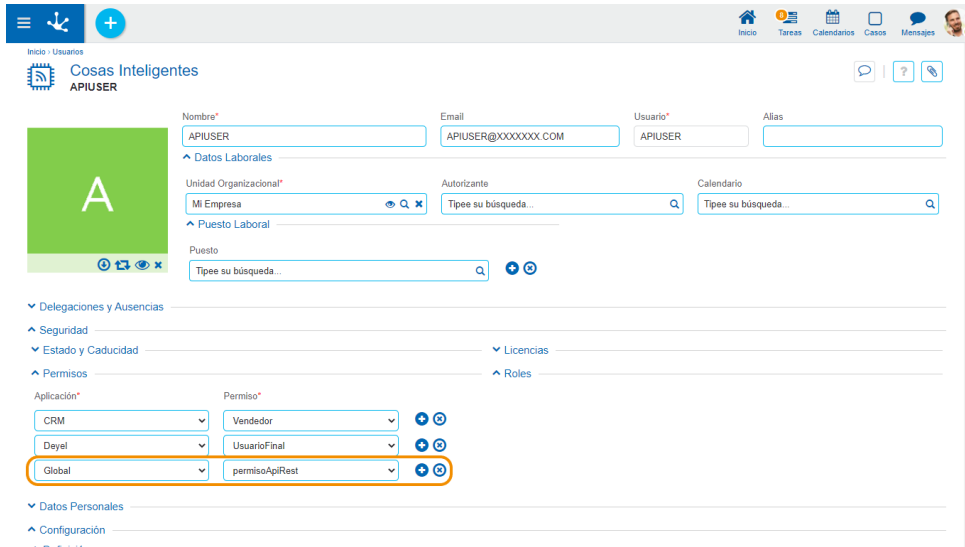 5
Inicio Tareas Calendarios Casos Mensajes
Inicio › Usuarios
Cosas Inteligentes
APIUSER
?
Nombre* Email Usuario* Alias
APIUSER APIUSER@XXXXXXX.COM APIUSER
Datos Laborales
A
Unidad Organizacional* Autorizante Calendario
Mi Empresa Tipee su búsqueda... Tipee su búsqueda...
Puesto Laboral
Puesto
Tipee su búsqueda...
Delegaciones y Ausencias
Seguridad
Estado y Caducidad Licencias
Permisos Roles
Aplicación* Permiso*
CRM Vendedor
Deyel UsuarioFinal
Global permisoApiRest
Datos Personales
Configuración